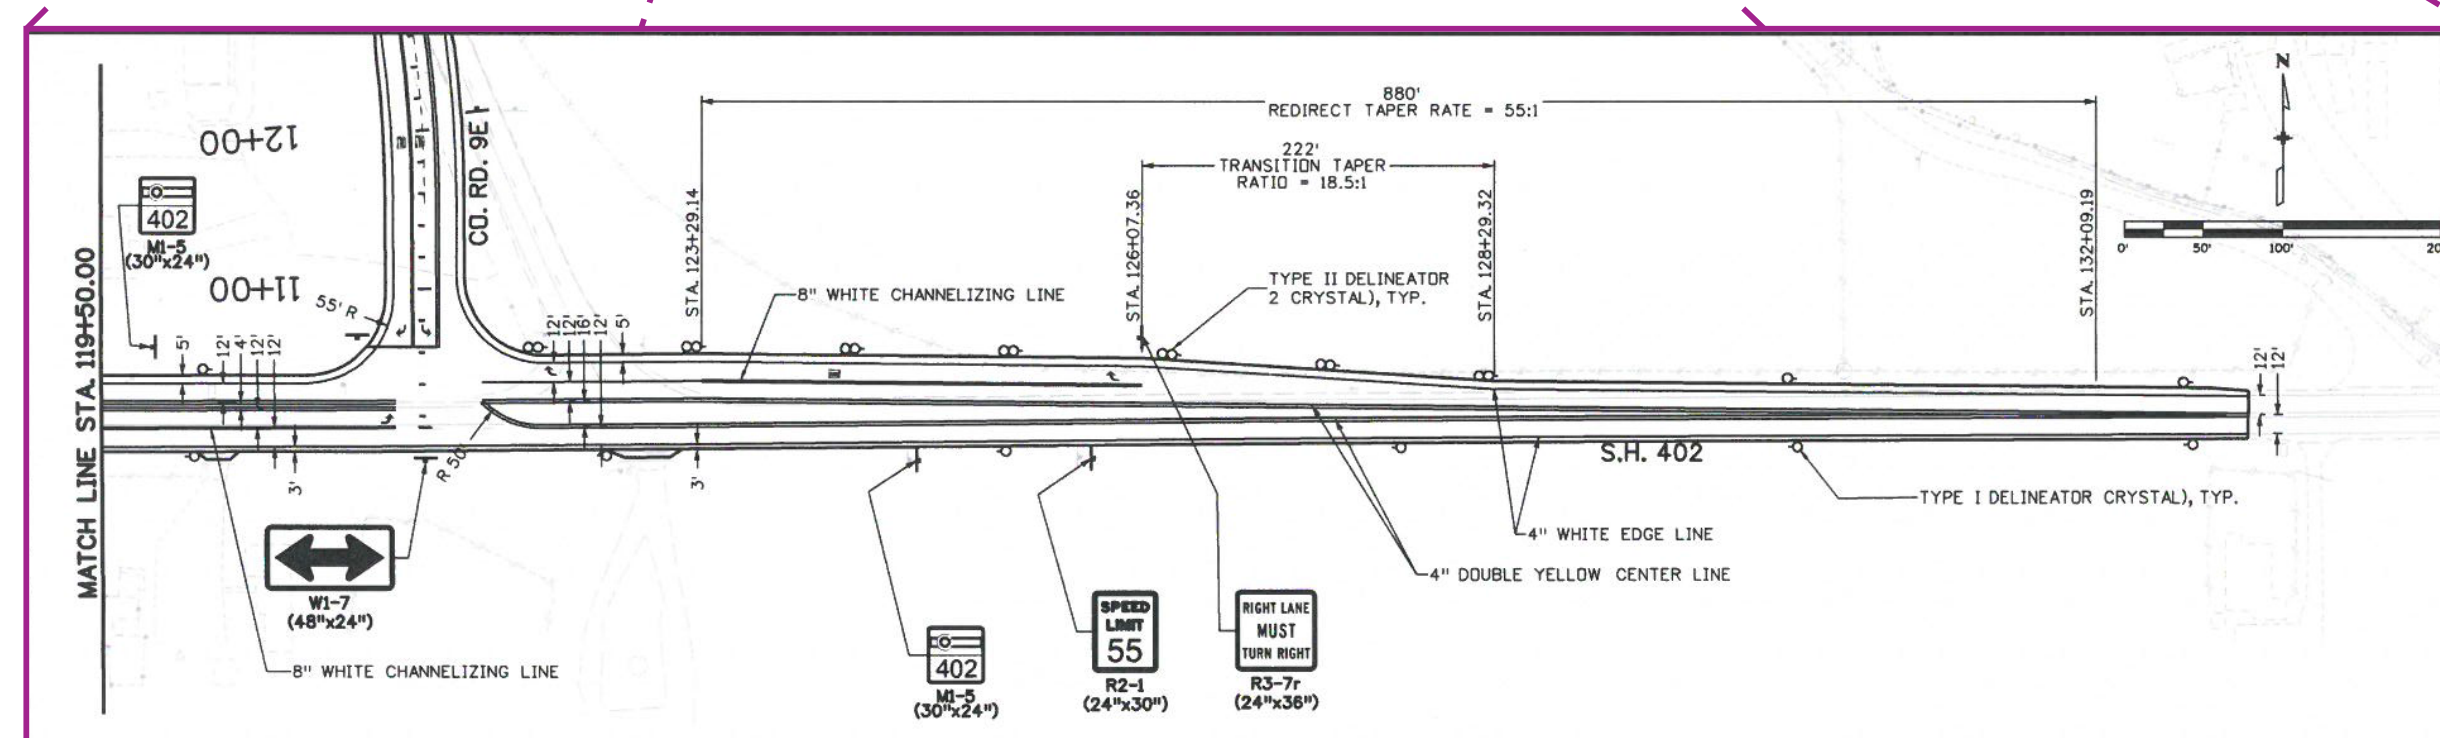 880'
REDIRECT TAPER RATE = 55:1
222'
TRANSITION TAPER
RATIO = 18.5:1
N
0' 50' 100'
12+00
11+00
CO. RD. 9E
402
M1-5
(30"x24")
55' R
MATCH LINE STA. 119+50.00
STA. 123+29.14
STA. 126+07.36
STA. 128+29.32
STA. 132+09.19
8" WHITE CHANNELIZING LINE
TYPE II DELINEATOR
2 CRYSTAL), TYP.
5' 12' 4' 12' 12'
12' 12' 16' 12' 5'
12' 12'
3'
3'
R 50'
S.H. 402
TYPE I DELINEATOR CRYSTAL), TYP.
4" WHITE EDGE LINE
4" DOUBLE YELLOW CENTER LINE
W1-7
(48"x24")
8" WHITE CHANNELIZING LINE
402
M1-5
(30"x24")
SPEED
LIMIT
55
R2-1
(24"x30")
RIGHT LANE
MUST
TURN RIGHT
R3-7r
(24"x36")